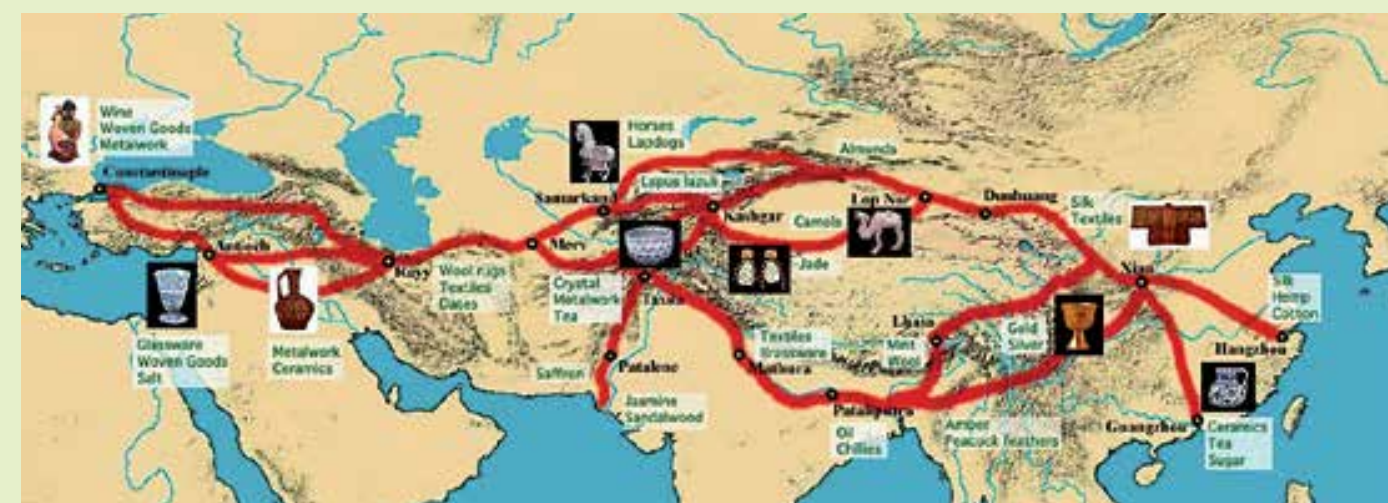 Wine
Woven Goods
Metalwork
Constantinople
Antioch
Glassware
Woven Goods
Salt
Metalwork
Ceramics
Rayy
Wool rugs
Textiles
Dates
Merv
Samarkand
Horses
Lapdogs
Lapus lazuli
Almonds
Kashgar
Camels
Lop Nor
Jade
Dunhuang
Silk
Textiles
Crystal
Metalwork
Tea
Taxila
Saffron
Jasmine
Sandalwood
Textiles
Brassware
Mathura
Oil
Chillies
Lhasa
Mint
Wool
Gold
Silver
Amber
Peacock feathers
Xian
Silk
Hemp
Cotton
Hangzhou
Guangzhou
Ceramics
Tea
Sugar